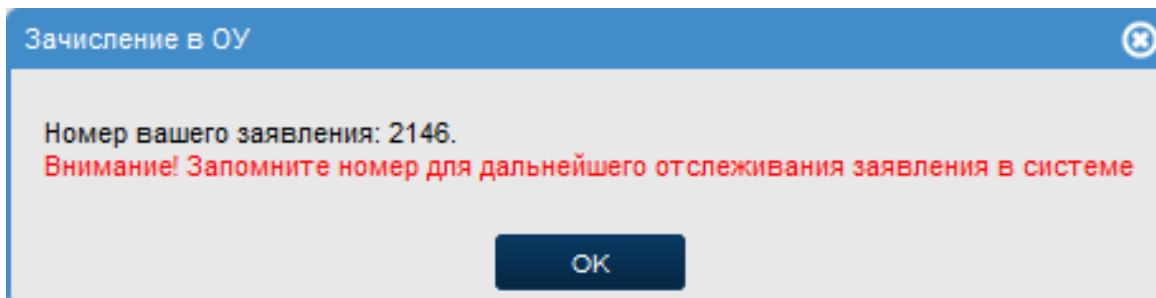 Зачисление в ОУ
Номер вашего заявления: 2146.
Внимание! Запомните номер для дальнейшего отслеживания заявления в системе
OK